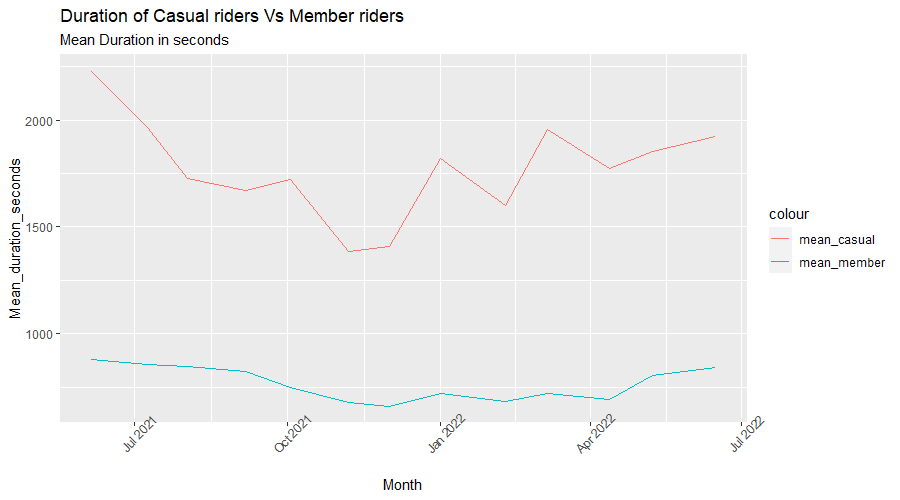 Duration of Casual riders Vs Member riders
Mean Duration in seconds
Mean_duration_seconds
2000
1500
1000
Jul 2021
Oct 2021
Jan 2022
Apr 2022
Jul 2022
Month
colour
mean_casual
mean_member